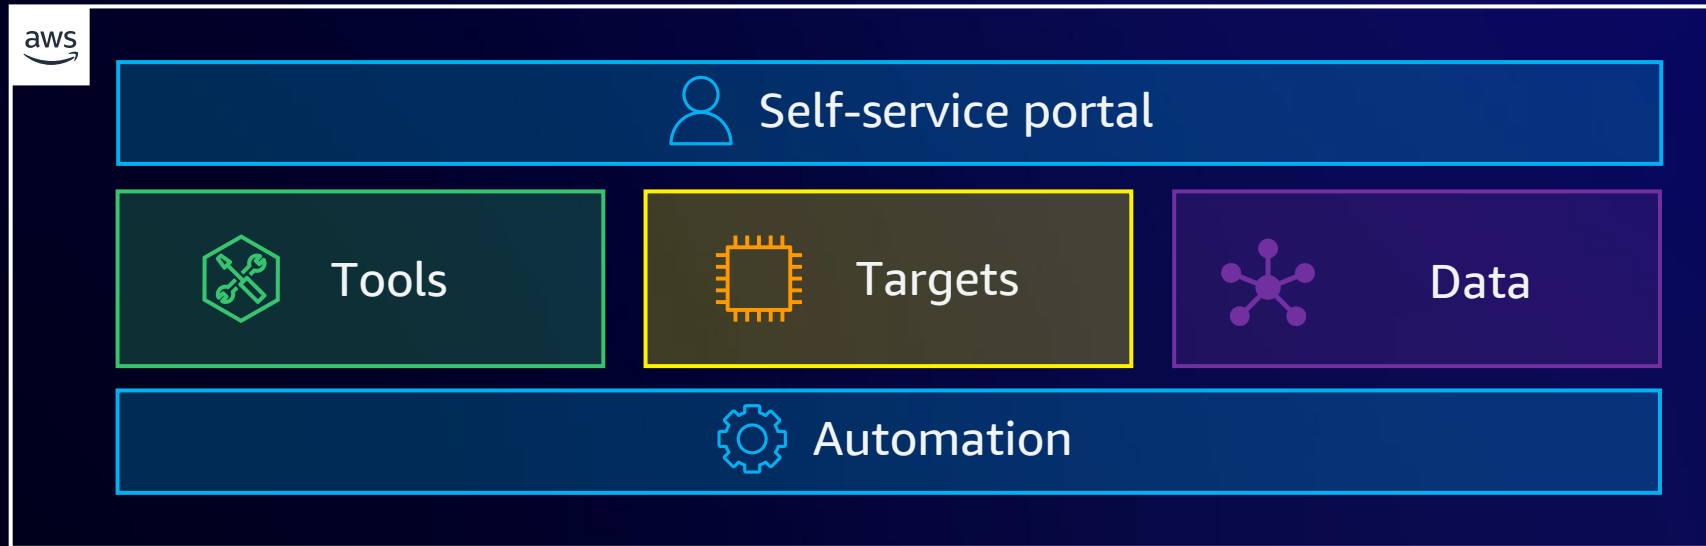 aws
Self-service portal
Tools
Targets
Data
Automation